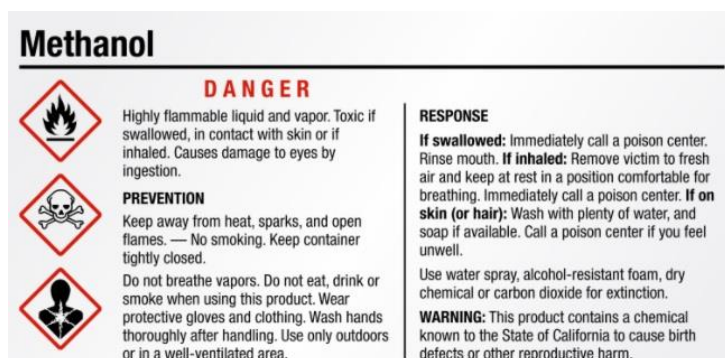 Methanol
DANGER
Highly flammable liquid and vapor. Toxic if
swallowed, in contact with skin or if
inhaled. Causes damage to eyes by
ingestion.
PREVENTION
Keep away from heat, sparks, and open
flames. — No smoking. Keep container
tightly closed.
Do not breathe vapors. Do not eat, drink or
smoke when using this product. Wear
protective gloves and clothing. Wash hands
thoroughly after handling. Use only outdoors
or in a well-ventilated area.
RESPONSE
If swallowed: Immediately call a poison center.
Rinse mouth. If inhaled: Remove victim to fresh
air and keep at rest in a position comfortable for
breathing. Immediately call a poison center. If on
skin (or hair): Wash with plenty of water, and
soap if available. Call a poison center if you feel
unwell.
Use water spray, alcohol-resistant foam, dry
chemical or carbon dioxide for extinction.
WARNING: This product contains a chemical
known to the State of California to cause birth
defects or other reproductive harm.